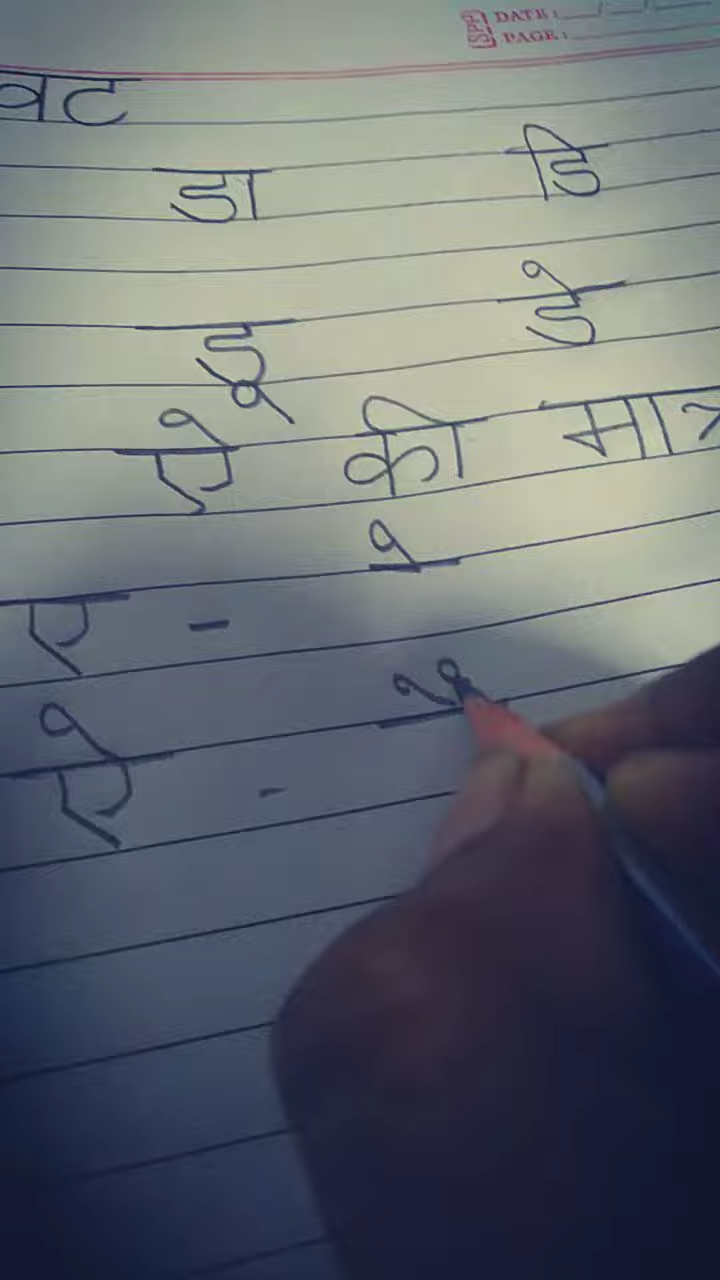 DATE:
PAGE:
वट
डा डि
डू डे
ऐ की मात्र
ए - े
ऐ - ै